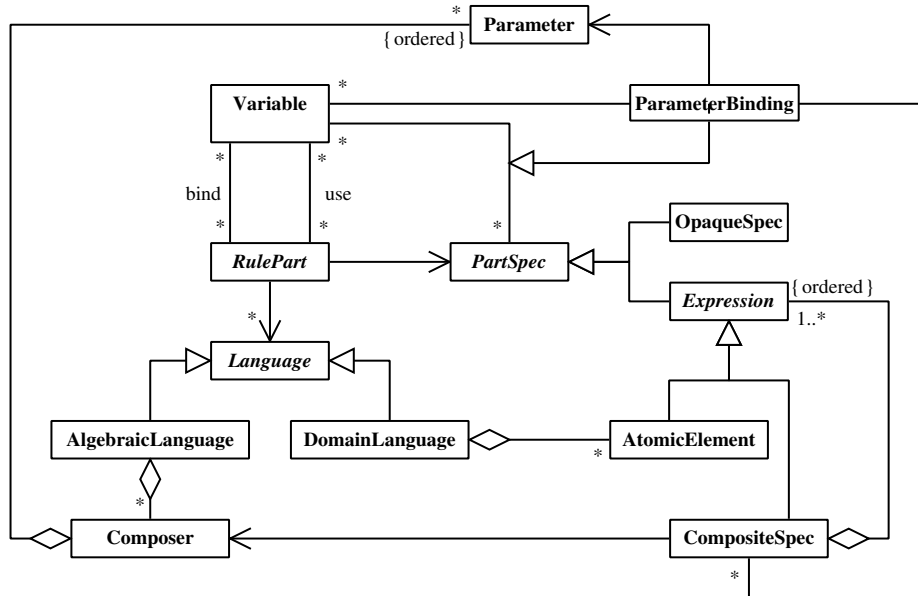 *
Parameter
{ordered}
Variable
*
ParameterBinding
*
*
*
bind
use
*
*
*
OpaqueSpec
RulePart
PartSpec
{ordered}
Expression
1..*
*
Language
AlgebraicLanguage
DomainLanguage
AtomicElement
*
*
Composer
CompositeSpec
*